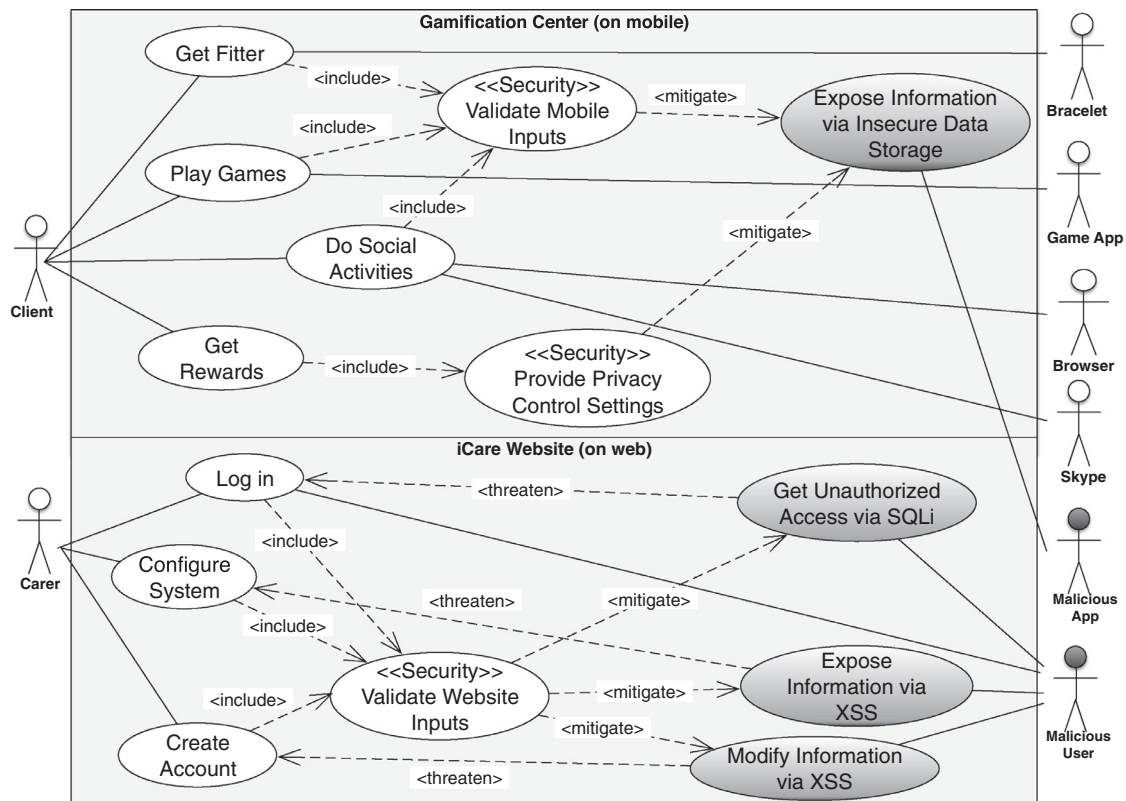 Gamification Center (on mobile)
Get Fitter
<include>
<<Security>>
Validate Mobile
Inputs
<mitigate>
Expose Information
via Insecure Data
Storage
Bracelet
<include>
Play Games
<include>
Game App
Do Social
Activities
<mitigate>
Client
Browser
Get
Rewards
<include>
<<Security>>
Provide Privacy
Control Settings
Skype
iCare Website (on web)
Log in
<threaten>
Get Unauthorized
Access via SQLi
Carer
<include>
Configure
System
<threaten>
<mitigate>
Malicious
App
<include>
<<Security>>
Validate Website
Inputs
<mitigate>
Expose
Information via
XSS
<include>
<mitigate>
Malicious
User
Create
Account
<threaten>
Modify Information
via XSS